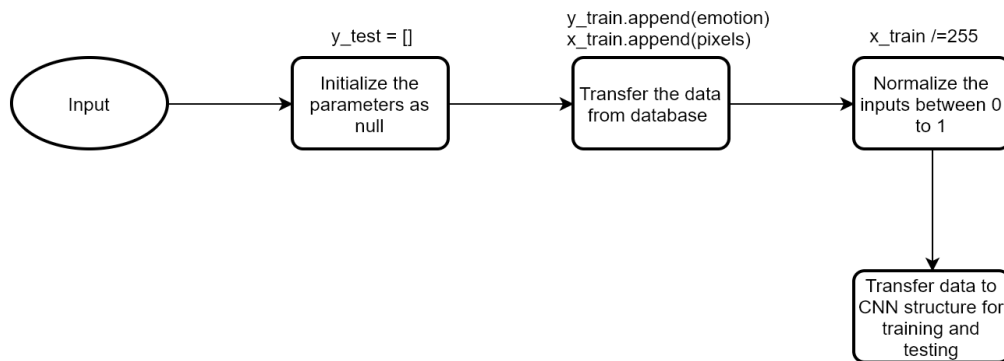 Input
y_test = []
Initialize the
parameters as
null
y_train.append(emotion)
x_train.append(pixels)
Transfer the data
from database
x_train /=255
Normalize the
inputs between 0
to 1
Transfer data to
CNN structure for
training and
testing